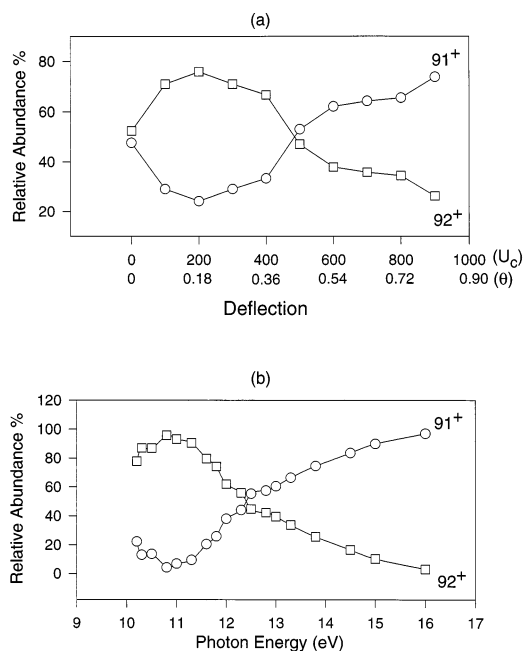 (a)
Relative Abundance %
80
60
40
20
91+
92+
0 200 400 600 800 1000 (Uc)
0 0.18 0.36 0.54 0.72 0.90 (θ)
Deflection
(b)
Relative Abundance %
120
100
80
60
40
20
0
91+
92+
9 10 11 12 13 14 15 16 17
Photon Energy (eV)